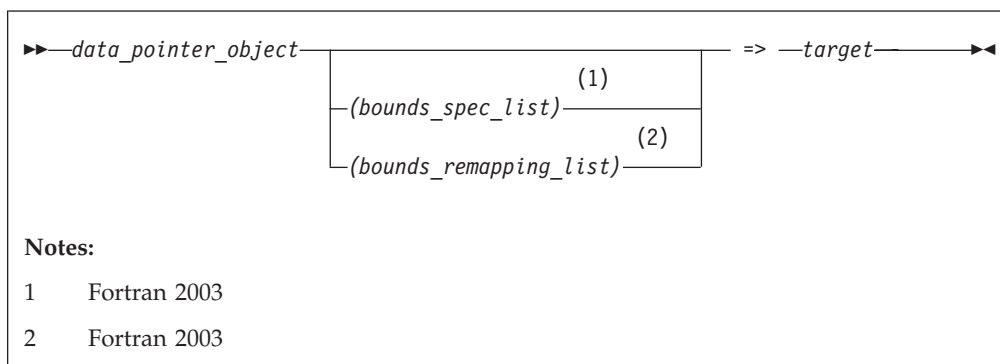 data_pointer_object => target
(1)
(bounds_spec_list)
(2)
(bounds_remapping_list)
Notes:
1 Fortran 2003
2 Fortran 2003